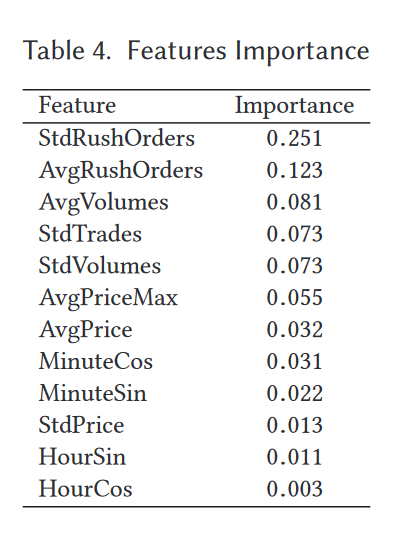 Table 4. Features Importance
Feature Importance
StdRushOrders 0.251
AvgRushOrders 0.123
AvgVolumes 0.081
StdTrades 0.073
StdVolumes 0.073
AvgPriceMax 0.055
AvgPrice 0.032
MinuteCos 0.031
MinuteSin 0.022
StdPrice 0.013
HourSin 0.011
HourCos 0.003